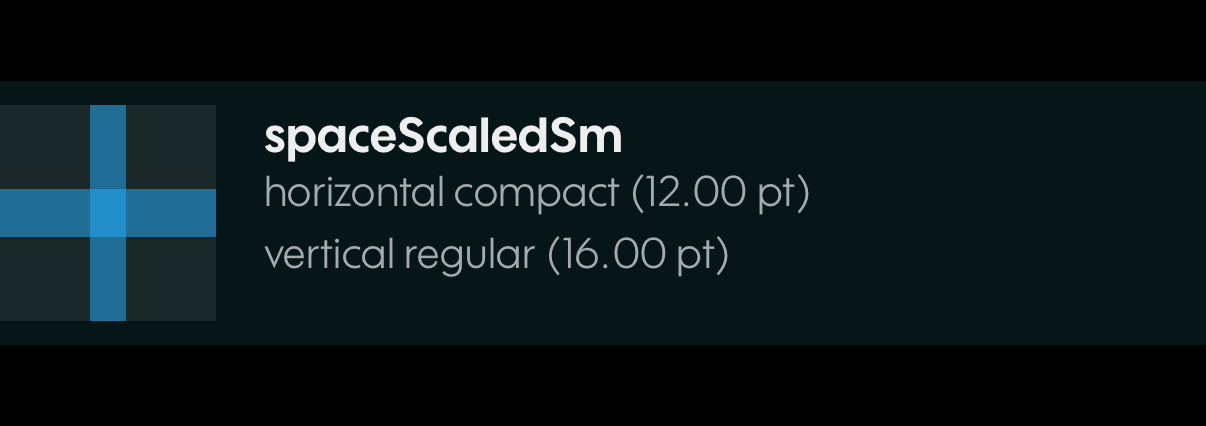 spaceScaledSm
horizontal compact (12.00 pt)
vertical regular (16.00 pt)